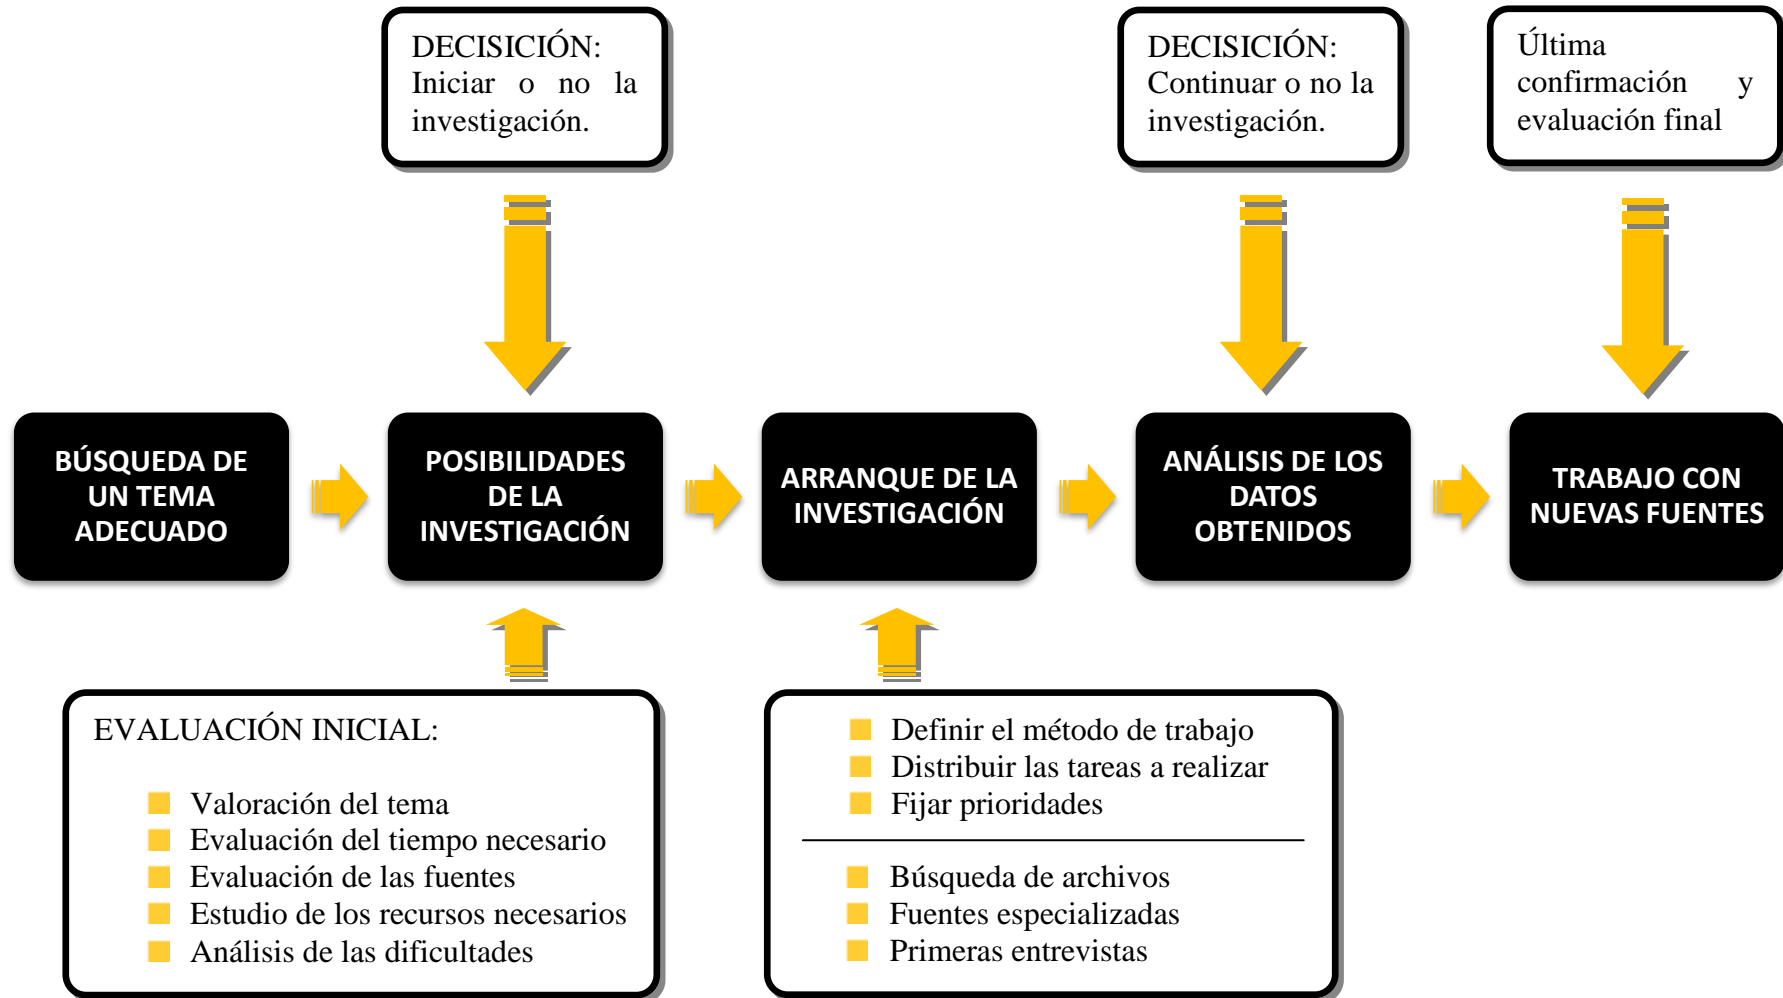 DECISICIÓN:
Iniciar o no la
investigación.
DECISICIÓN:
Continuar o no la
investigación.
Última
confirmación y
evaluación final
BÚSQUEDA DE
UN TEMA
ADECUADO
POSIBILIDADES
DE LA
INVESTIGACIÓN
ARRANQUE DE LA
INVESTIGACIÓN
ANÁLISIS DE LOS
DATOS
OBTENIDOS
TRABAJO CON
NUEVAS FUENTES
EVALUACIÓN INICIAL:
Valoración del tema
Evaluación del tiempo necesario
Evaluación de las fuentes
Estudio de los recursos necesarios
Análisis de las dificultades
Definir el método de trabajo
Distribuir las tareas a realizar
Fijar prioridades
Búsqueda de archivos
Fuentes especializadas
Primeras entrevistas